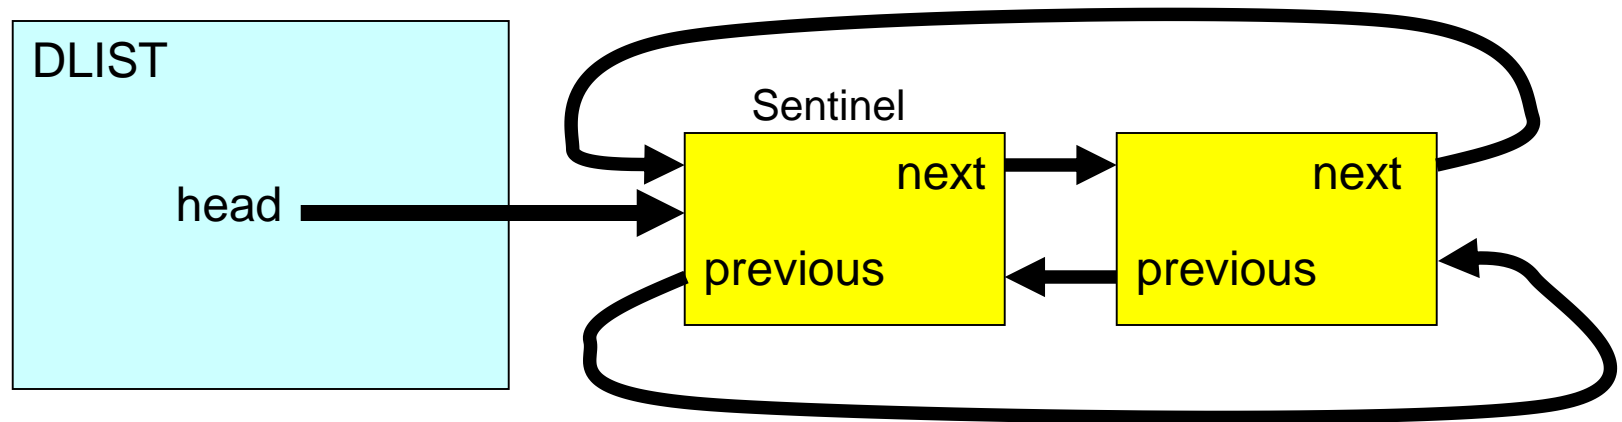 DLIST
head
Sentinel
next
previous
next
previous